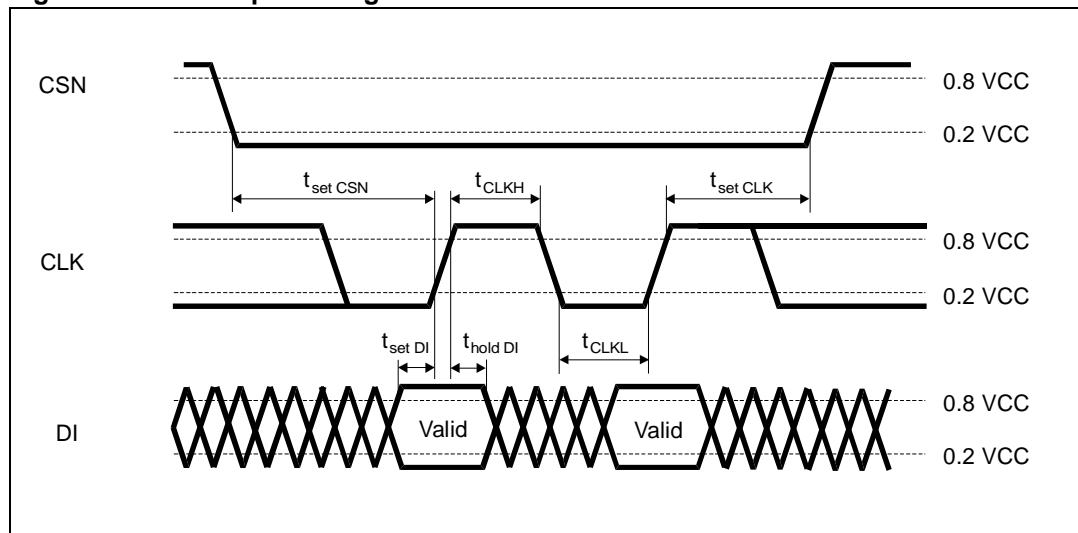 CSN
0.8 VCC
0.2 VCC
t set CSN
t CLKH
t set CLK
CLK
0.8 VCC
0.2 VCC
t set DI
t hold DI
t CLKL
DI
Valid
Valid
0.8 VCC
0.2 VCC